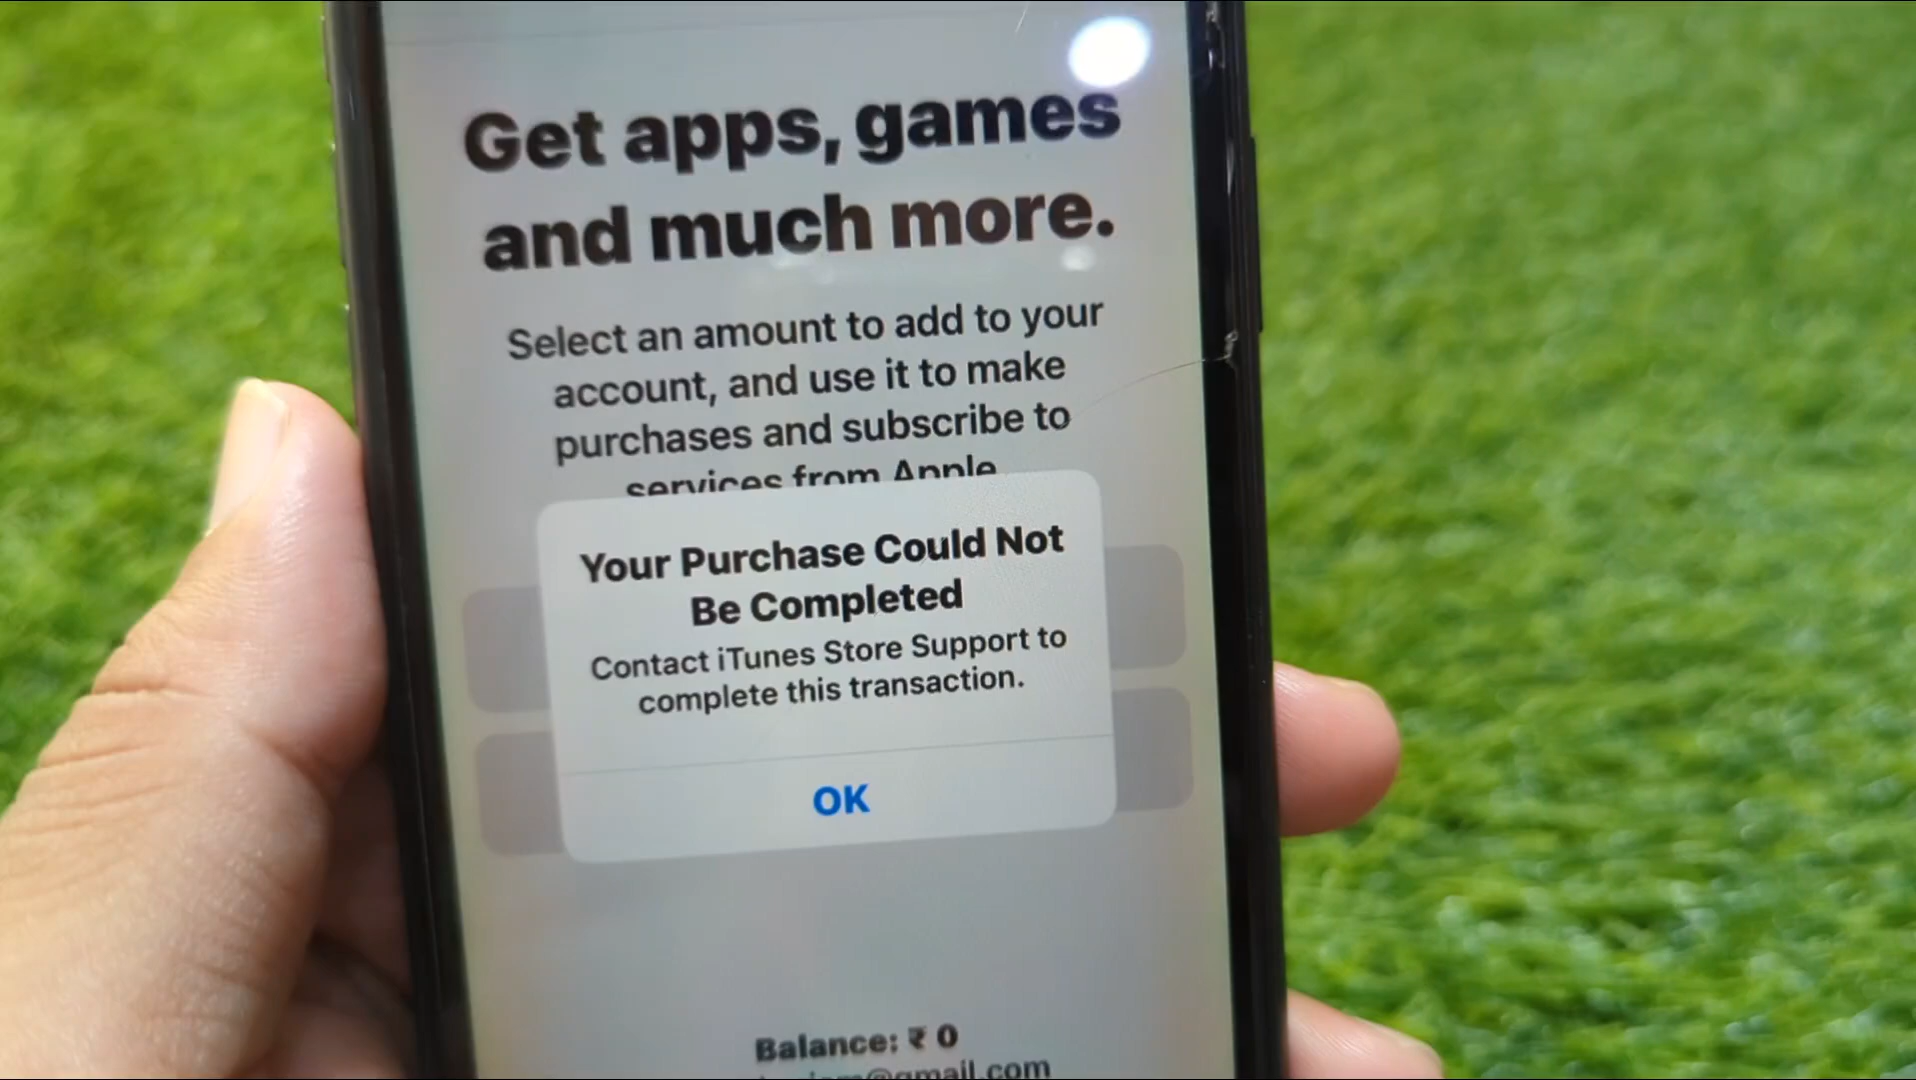 Get apps, games
and much more.
Select an amount to add to your
account, and use it to make
purchases and subscribe to
services from Apple
Your Purchase Could Not
Be Completed
Contact iTunes Store Support to
complete this transaction.
OK
Balance: ₹ 0
@gmail.com